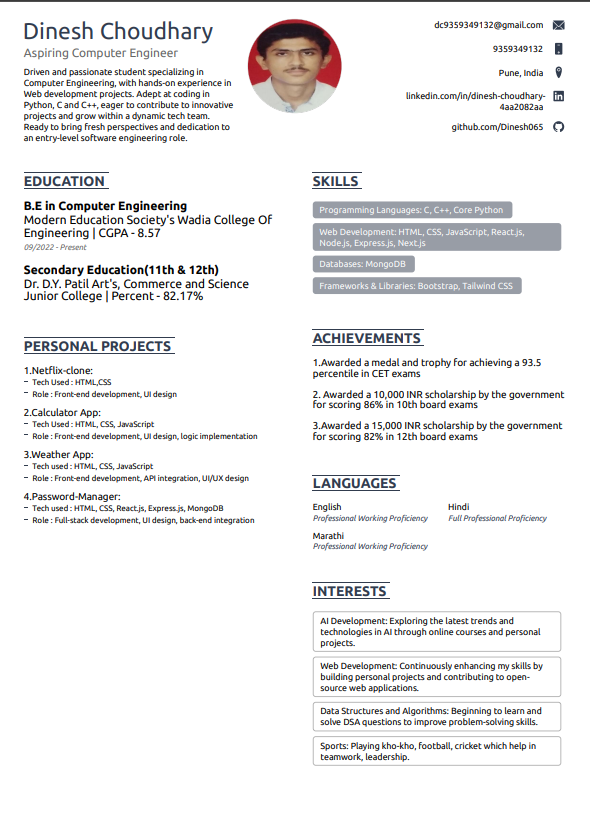 Dinesh Choudhary
Aspiring Computer Engineer
Driven and passionate student specializing in
Computer Engineering, with hands-on experience in
Web development projects. Adept at coding in
Python, C and C++, eager to contribute to innovative
projects and grow within a dynamic tech team.
Ready to bring fresh perspectives and dedication to
an entry-level software engineering role.
dc9359349132@gmail.com
9359349132
Pune, India
linkedin.com/in/dinesh-choudhary-
4aa2082aa
github.com/Dinesh065
EDUCATION
B.E in Computer Engineering
Modern Education Society's Wadia College Of
Engineering | CGPA - 8.57
09/2022 - Present
Secondary Education(11th & 12th)
Dr. D.Y. Patil Art's, Commerce and Science
Junior College | Percent - 82.17%
PERSONAL PROJECTS
1.Netflix-clone:
– Tech Used : HTML,CSS
– Role : Front-end development, UI design
2.Calculator App:
– Tech Used : HTML, CSS, JavaScript
– Role : Front-end development, UI design, logic implementation
3.Weather App:
– Tech used : HTML, CSS, JavaScript
– Role : Front-end development, API integration, UI/UX design
4.Password-Manager:
– Tech used : HTML, CSS, React.js, Express.js, MongoDB
– Role : Full-stack development, UI design, back-end integration
SKILLS
Programming Languages: C, C++, Core Python
Web Development: HTML, CSS, JavaScript, React.js,
Node.js, Express.js, Next.js
Databases: MongoDB
Frameworks & Libraries: Bootstrap, Tailwind CSS
ACHIEVEMENTS
1.Awarded a medal and trophy for achieving a 93.5
percentile in CET exams
2. Awarded a 10,000 INR scholarship by the government
for scoring 86% in 10th board exams
3.Awarded a 15,000 INR scholarship by the government
for scoring 82% in 12th board exams
LANGUAGES
English
Professional Working Proficiency
Hindi
Full Professional Proficiency
Marathi
Professional Working Proficiency
INTERESTS
AI Development: Exploring the latest trends and
technologies in AI through online courses and personal
projects.
Web Development: Continuously enhancing my skills by
building personal projects and contributing to open-
source web applications.
Data Structures and Algorithms: Beginning to learn and
solve DSA questions to improve problem-solving skills.
Sports: Playing kho-kho, football, cricket which help in
teamwork, leadership.